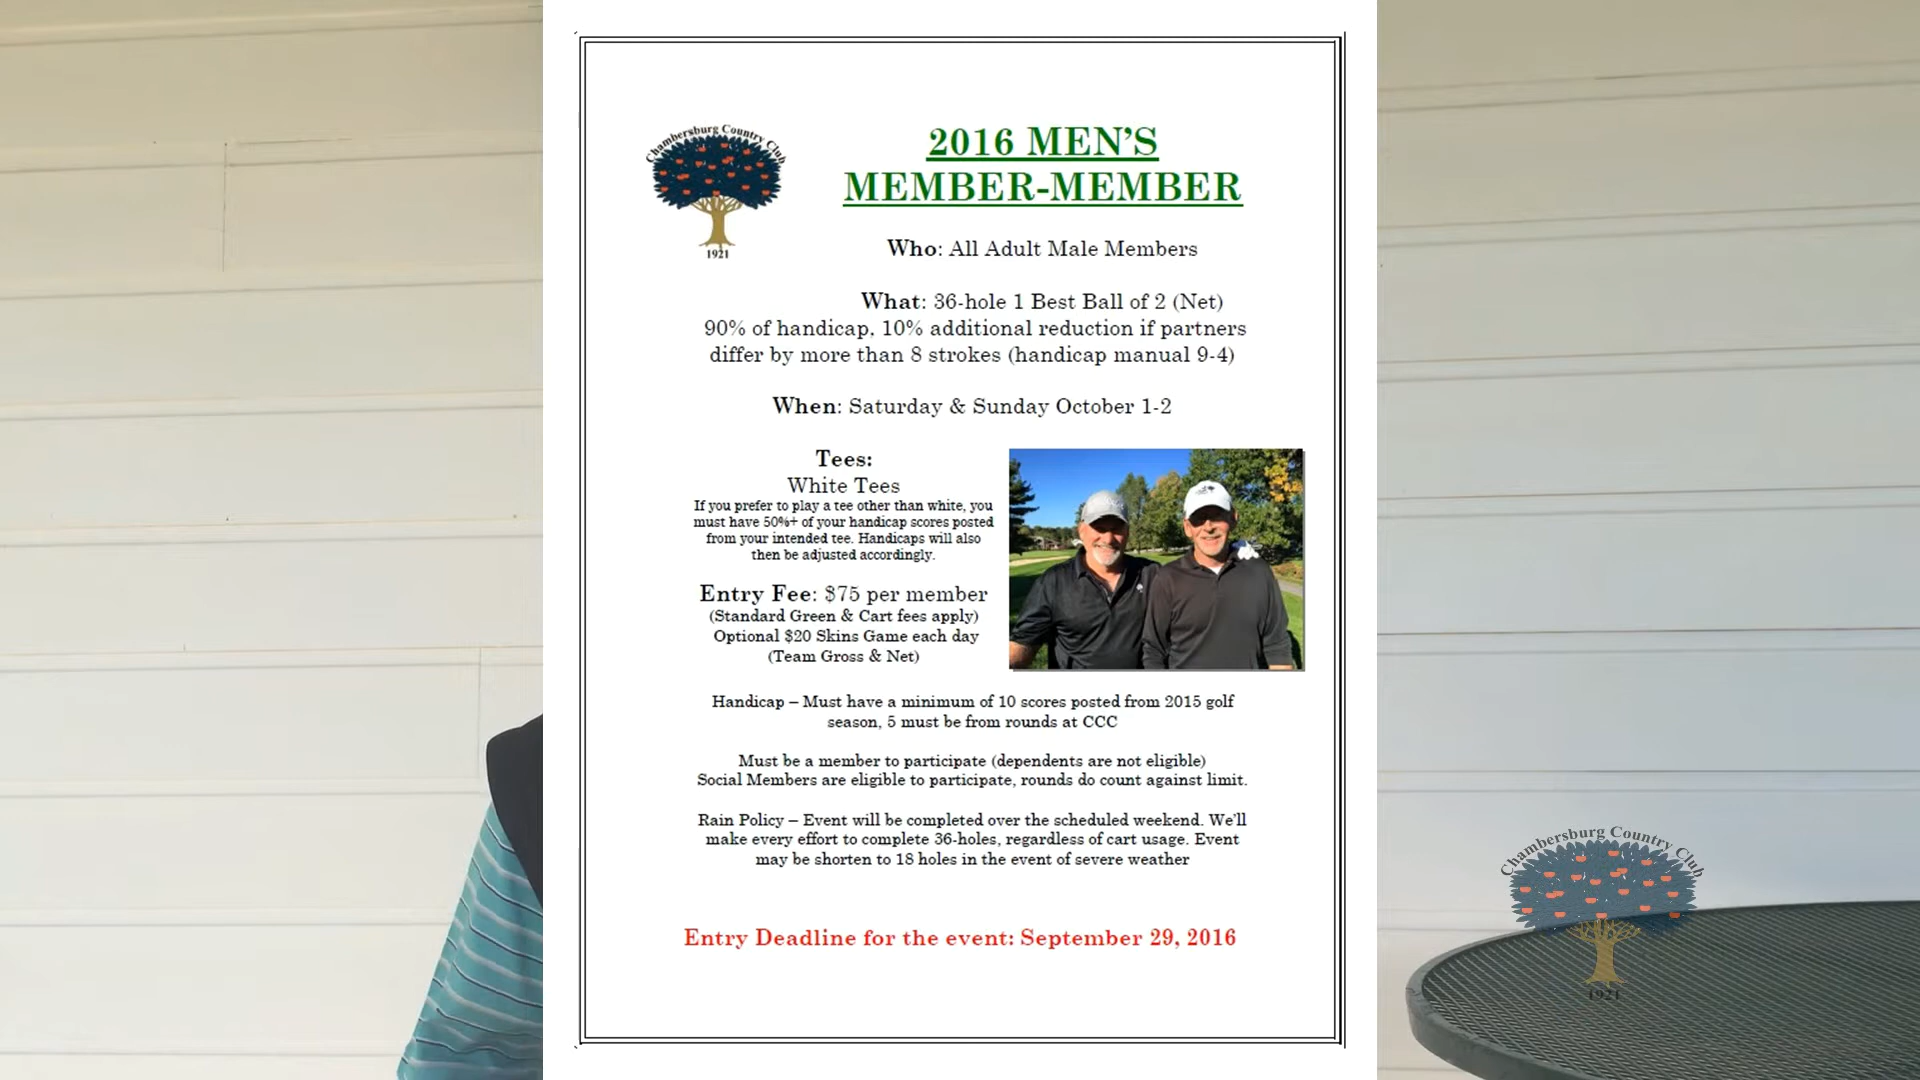 Chambersburg Country Club
1921
2016 MEN'S
MEMBER-MEMBER
Who: All Adult Male Members
What: 36-hole 1 Best Ball of 2 (Net)
90% of handicap, 10% additional reduction if partners
differ by more than 8 strokes (handicap manual 9-4)
When: Saturday & Sunday October 1-2
Tees:
White Tees
If you prefer to play a tee other than white, you
must have 50%+ of your handicap scores posted
from your intended tee. Handicaps will also
then be adjusted accordingly.
Entry Fee: $75 per member
(Standard Green & Cart fees apply)
Optional $20 Skins Game each day
(Team Gross & Net)
Handicap – Must have a minimum of 10 scores posted from 2015 golf
season, 5 must be from rounds at CCC
Must be a member to participate (dependents are not eligible)
Social Members are eligible to participate, rounds do count against limit.
Rain Policy – Event will be completed over the scheduled weekend. We'll
make every effort to complete 36-holes, regardless of cart usage. Event
may be shorten to 18 holes in the event of severe weather
Entry Deadline for the event: September 29, 2016
Chambersburg Country Club
1921